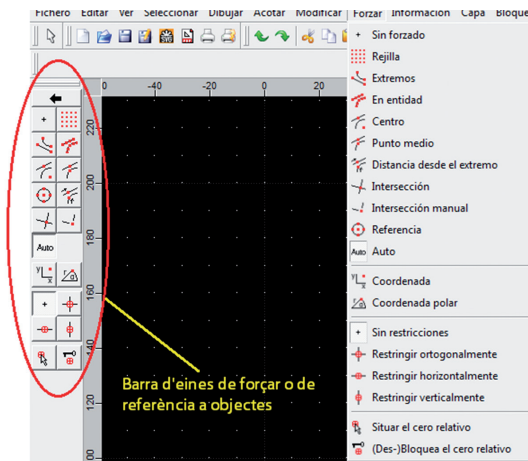 Fichero Editar Ver Seleccionar Dibujar Acotar Modificar Forzar Información Capa Bloque
Sin forzado
Rejilla
Extremos
En entidad
Centro
Punto medio
Distancia desde el extremo
Intersección
Intersección manual
Referencia
Auto Auto
Coordenada
Coordenada polar
Sin restricciones
Restringir ortogonalmente
Restringir horizontalmente
Restringir verticalmente
Situar el cero relativo
(Des-)Bloquea el cero relativo
0 -40 -20 0 20
220
200
180
160
140
120
Auto
y x
r a
Barra d'eines de forçar o de
referència a objectes